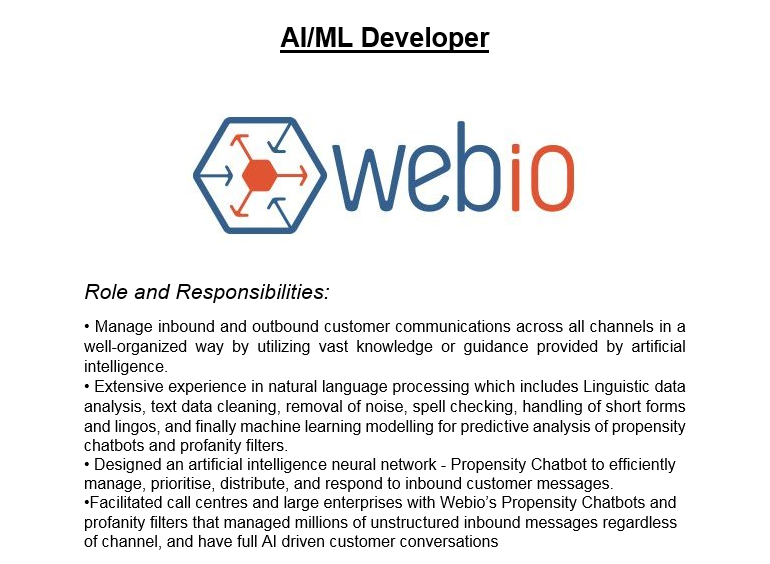 AI/ML Developer
webio
Role and Responsibilities:
• Manage inbound and outbound customer communications across all channels in a
well-organized way by utilizing vast knowledge or guidance provided by artificial
intelligence.
• Extensive experience in natural language processing which includes Linguistic data
analysis, text data cleaning, removal of noise, spell checking, handling of short forms
and lingos, and finally machine learning modelling for predictive analysis of propensity
chatbots and profanity filters.
• Designed an artificial intelligence neural network - Propensity Chatbot to efficiently
manage, prioritise, distribute, and respond to inbound customer messages.
•Facilitated call centres and large enterprises with Webio’s Propensity Chatbots and
profanity filters that managed millions of unstructured inbound messages regardless
of channel, and have full AI driven customer conversations